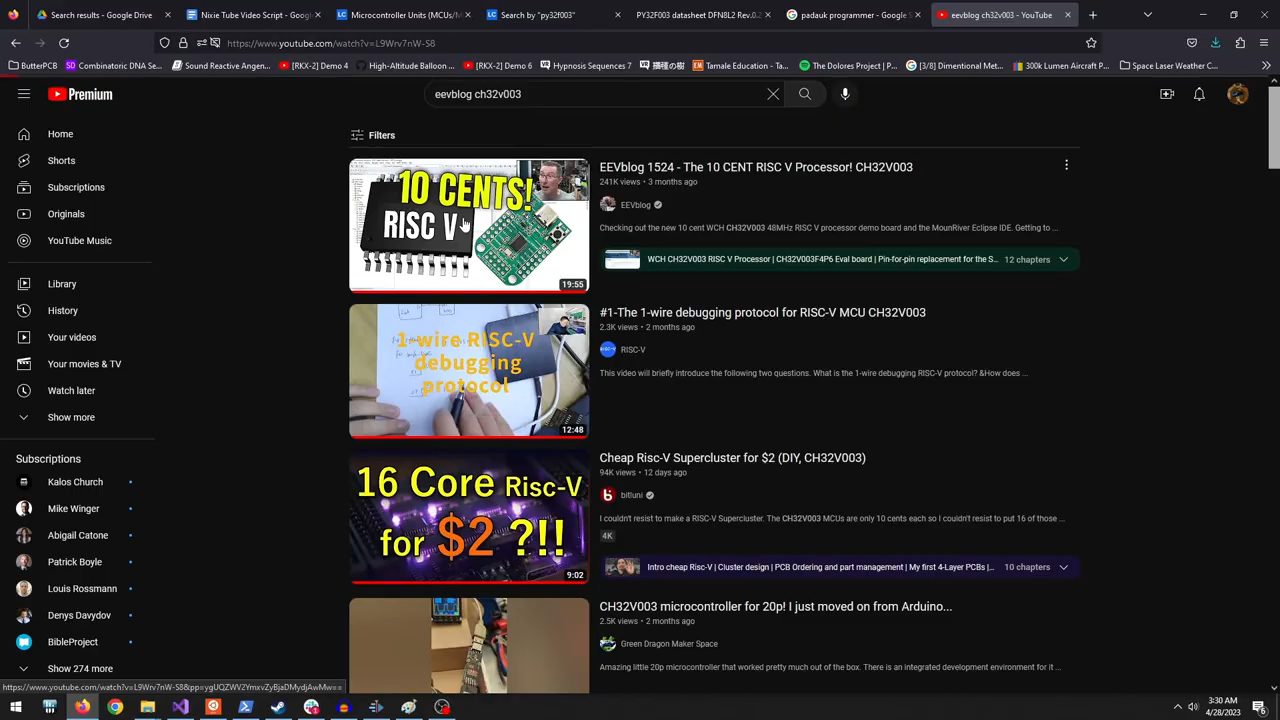 results - Google Drive
Nixie Tube Video Script - Googl
Microcontroller Units (MCUs/M
Search by "py32f003"
PY32F003 datasheet DFN8L2 Rev.0.2
padauk programmer - Google S
eevblog ch32v003 - YouTube
https://www.youtube.com/watch?v=L9Wrv7nW-S8
ButterPCB
Combinatoric DNA Se...
Sound Reactive Angen...
[RKX-2] Demo 4
High-Altitude Balloon ...
[RKX-2] Demo 6
Hypnosis Sequences 7
Tamale Education - Ta...
The Dolores Project | P...
[3/8] Dimentional Met...
300k Lumen Aircraft P...
Space Laser Weather C...
Premium
eevblog ch32v003
Home
Shorts
Subscriptions
Originals
YouTube Music
Library
History
Your videos
Your movies & TV
Watch later
Show more
Subscriptions
Kalos Church
Mike Winger
Abigail Catone
Patrick Boyle
Louis Rossmann
Denys Davydov
BibleProject
Show 274 more
Filters
10 CENTS!
RISC V
19:55
EEVblog 1524 - The 10 CENT RISC V Processor! CH32V003
241K views • 3 months ago
EEVblog
Checking out the new 10 cent WCH CH32V003 48MHz RISC V processor demo board and the MounRiver Eclipse IDE. Getting to ...
WCH CH32V003 RISC V Processor | CH32V003F4P6 Eval board | Pin-for-pin replacement for the S...
12 chapters
1-wire RISC-V
debugging
protocol
12:48
#1-The 1-wire debugging protocol for RISC-V MCU CH32V003
2.3K views • 2 months ago
RISC-V
This video will briefly introduce the following two questions. What is the 1-wire debugging RISC-V protocol? &How does ...
16 Core Risc-V
for $2 ?!!
9:02
Cheap Risc-V Supercluster for $2 (DIY, CH32V003)
94K views • 12 days ago
bitluni
I couldn't resist to make a RISC-V Supercluster. The CH32V003 MCUs are only 10 cents each so I couldn't resist to put 16 of those ...
4K
Intro cheap Risc-V | Cluster design | PCB Ordering and part management | My first 4-Layer PCBs |...
10 chapters
CH32V003 microcontroller for 20p! I just moved on from Arduino...
2.5K views • 2 months ago
Green Dragon Maker Space
Amazing little 20p microcontroller that worked pretty much out of the box. There is an integrated development environment for it ...
https://www.youtube.com/watch?v=L9Wrv7nW-S8&pp=ygUQZWV2YmxvZyBjaDMydjAwMw==
3:30 AM
4/28/2023